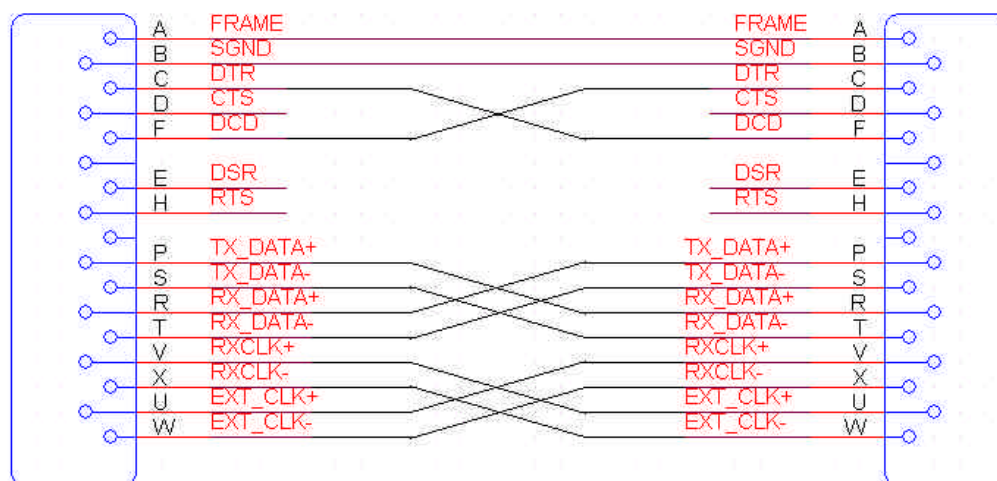 A FRAME FRAME A
B SGND SGND B
C DTR DTR C
D CTS CTS D
F DCD DCD F
E DSR DSR E
H RTS RTS H
P TX_DATA+ TX_DATA+ P
S TX_DATA- TX_DATA- S
R RX_DATA+ RX_DATA+ R
T RX_DATA- RX_DATA- T
V RXCLK+ RXCLK+ V
X RXCLK- RXCLK- X
U EXT_CLK+ EXT_CLK+ U
W EXT_CLK- EXT_CLK- W